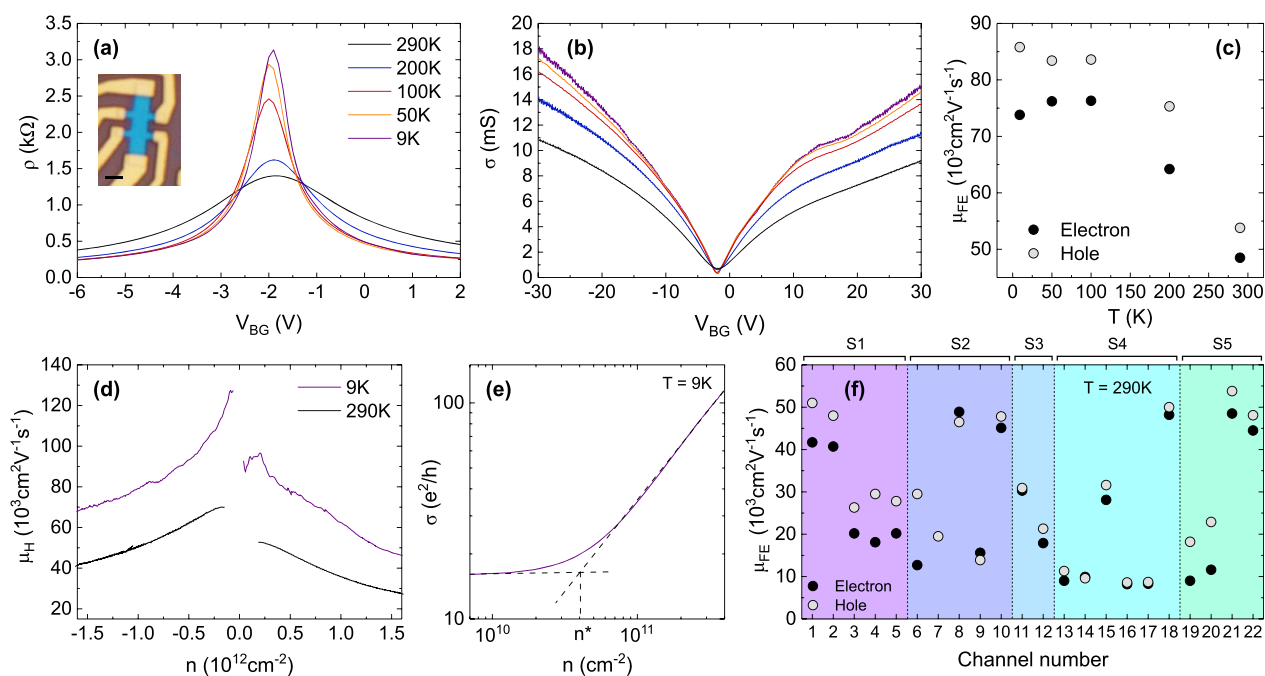 (a)
290K
200K
100K
50K
9K
ρ (kΩ)
3.5
3.0
2.5
2.0
1.5
1.0
0.5
0.0
-6 -5 -4 -3 -2 -1 0 1 2
V_BG (V)
(b)
σ (mS)
20
18
16
14
12
10
8
6
4
2
0
-30 -20 -10 0 10 20 30
V_BG (V)
(c)
μ_FE (10³cm²V⁻¹s⁻¹)
90
80
70
60
50
Electron
Hole
0 50 100 150 200 250 300
T (K)
(d)
9K
290K
μ_H (10³cm²V⁻¹s⁻¹)
140
120
100
80
60
40
-1.5 -1.0 -0.5 0.0 0.5 1.0 1.5
n (10¹²cm⁻²)
(e)
T = 9K
σ (e²/h)
100
10
10¹⁰ n* 10¹¹
n (cm⁻²)
S1 S2 S3 S4 S5
(f)
T = 290K
μ_FE (10³cm²V⁻¹s⁻¹)
60
50
40
30
20
10
0
Electron
Hole
1 2 3 4 5 6 7 8 9 10 11 12 13 14 15 16 17 18 19 20 21 22
Channel number